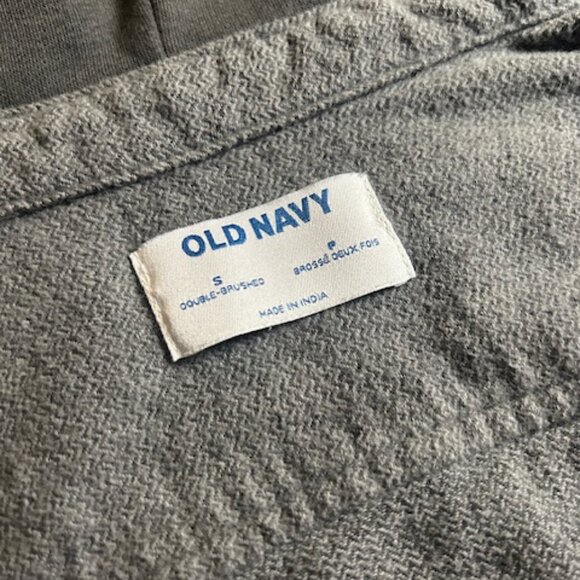 OLD NAVY
S P
DOUBLE-BRUSHED BROSSÉ DEUX FOIS
MADE IN INDIA